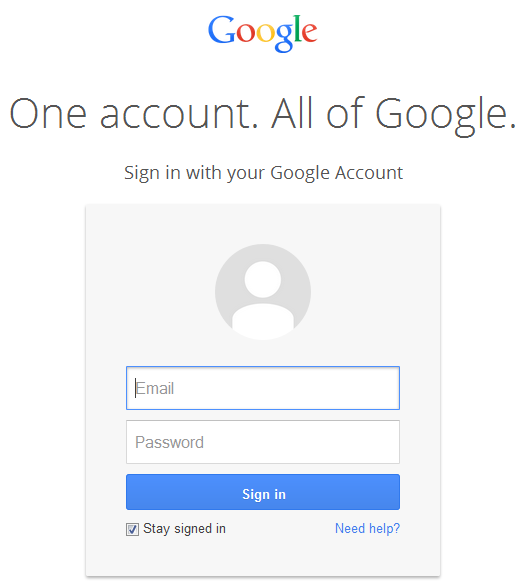 Google
One account. All of Google.
Sign in with your Google Account
Email
Password
Sign in
Stay signed in Need help?